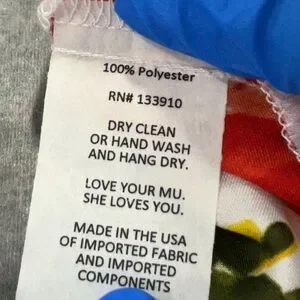 100% Polyester
RN# 133910
DRY CLEAN
OR HAND WASH
AND HANG DRY.
LOVE YOUR MU.
SHE LOVES YOU.
MADE IN THE USA
OF IMPORTED FABRIC
AND IMPORTED
COMPONENTS